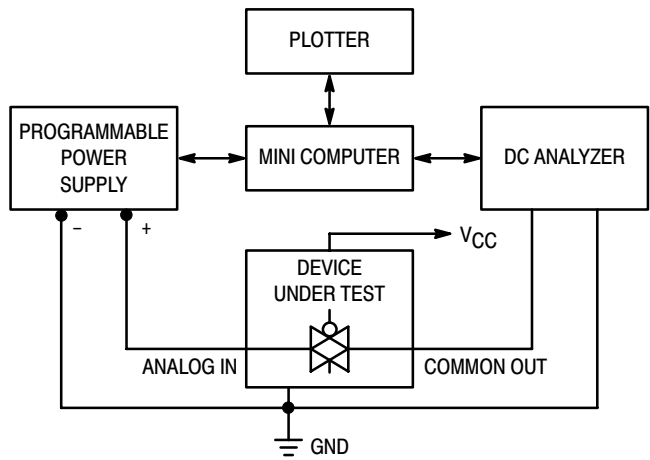 PLOTTER
PROGRAMMABLE
POWER
SUPPLY
MINI COMPUTER
DC ANALYZER
– +
VCC
DEVICE
UNDER TEST
ANALOG IN
COMMON OUT
GND